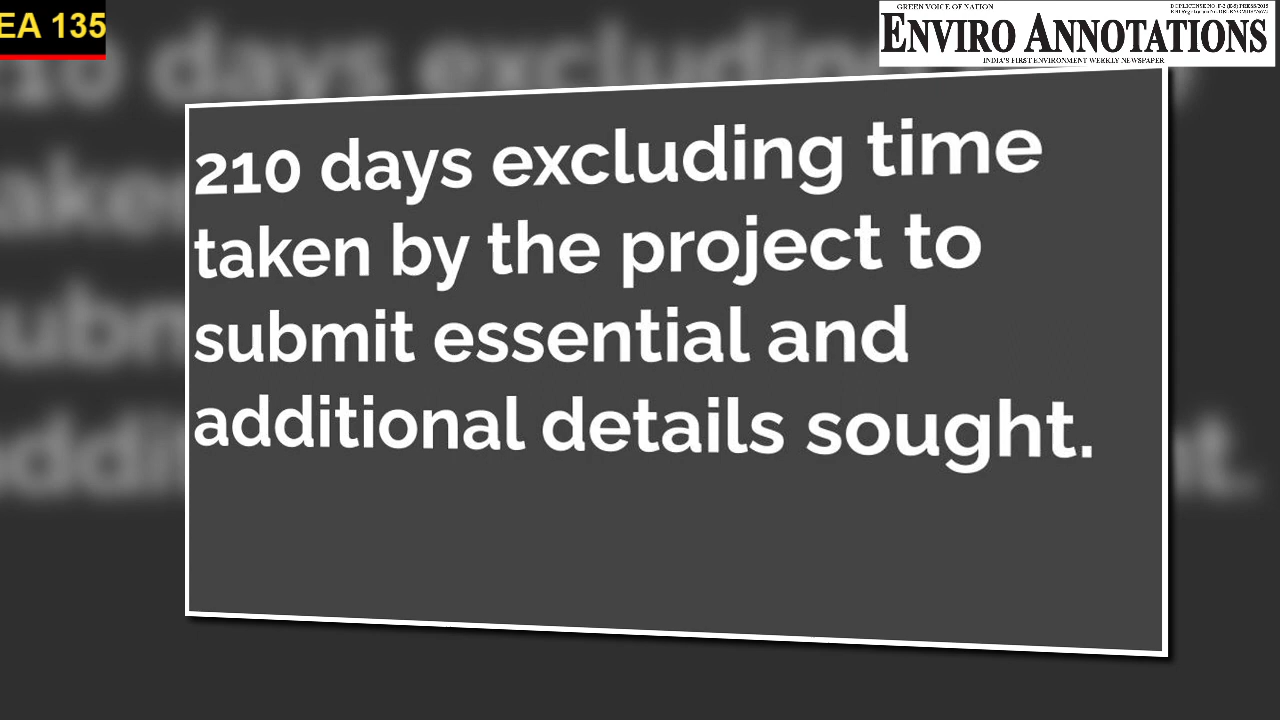 EA 135
GREEN VOICE OF NATION
ENVIRO ANNOTATIONS
INDIA'S FIRST ENVIRONMENT WEEKLY NEWSPAPER
210 days excluding time
taken by the project to
submit essential and
additional details sought.